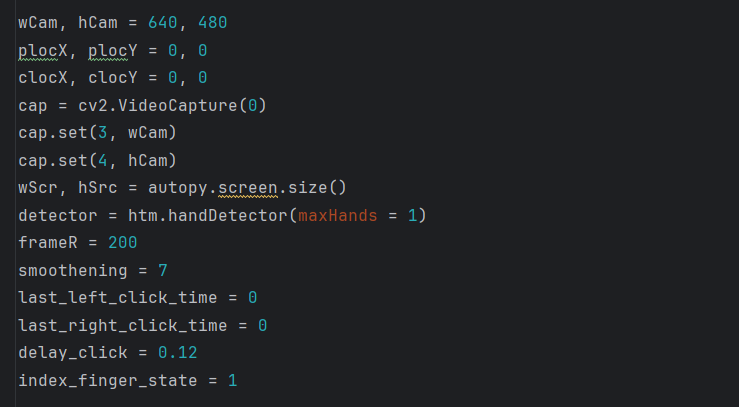 wCam, hCam = 640, 480
plocX, plocY = 0, 0
clocX, clocY = 0, 0
cap = cv2.VideoCapture(0)
cap.set(3, wCam)
cap.set(4, hCam)
wScr, hSrc = autopy.screen.size()
detector = htm.handDetector(maxHands = 1)
frameR = 200
smoothening = 7
last_left_click_time = 0
last_right_click_time = 0
delay_click = 0.12
index_finger_state = 1